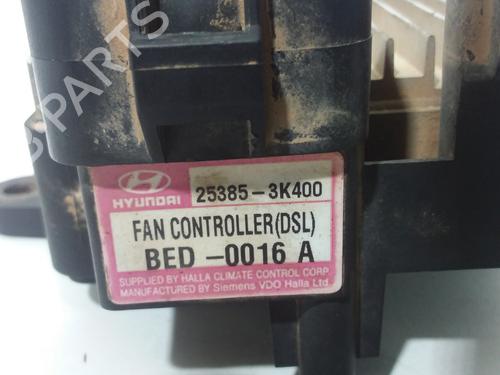 PARTS
HYUNDAI
25385-3K400
FAN CONTROLLER(DSL)
BED -0016 A
SUPPLIED BY HALLA CLIMATE CONTROL CORP
MANUFACTURED BY Siemens VDO Halla Ltd.